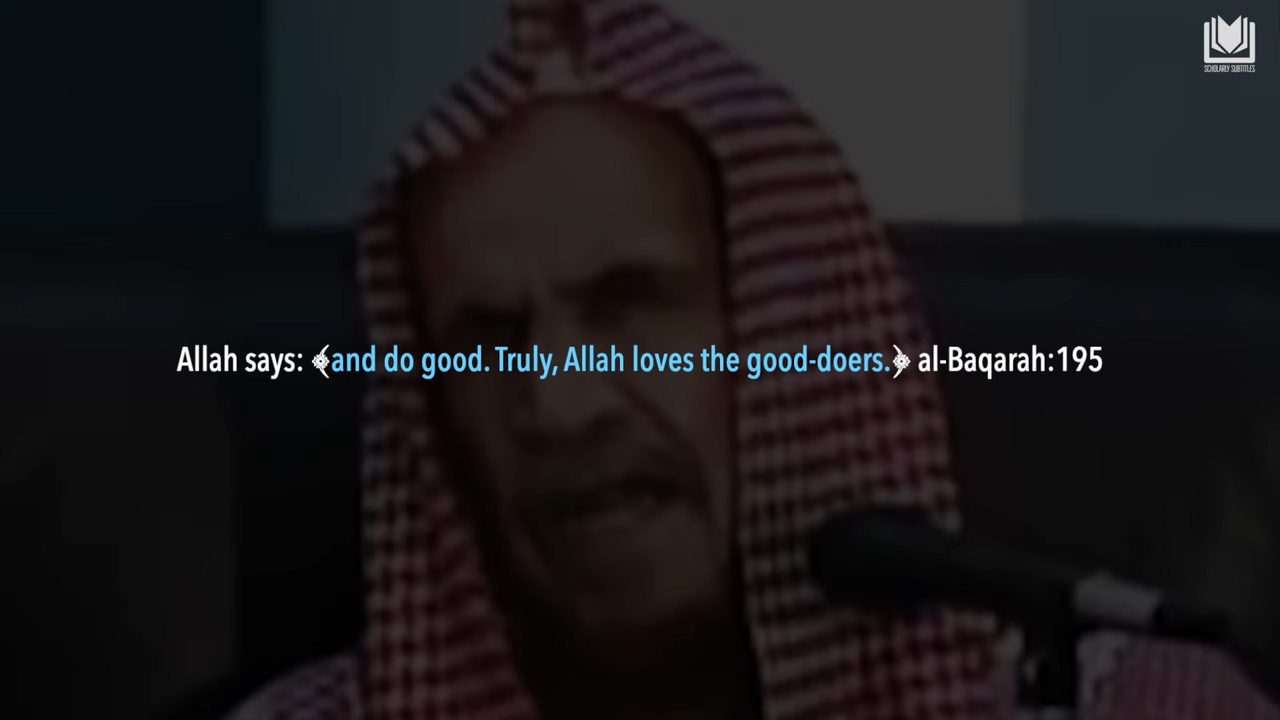 SCHOLARLY SUBTITLES
Allah says: ﴾and do good. Truly, Allah loves the good-doers.﴿ al-Baqarah:195